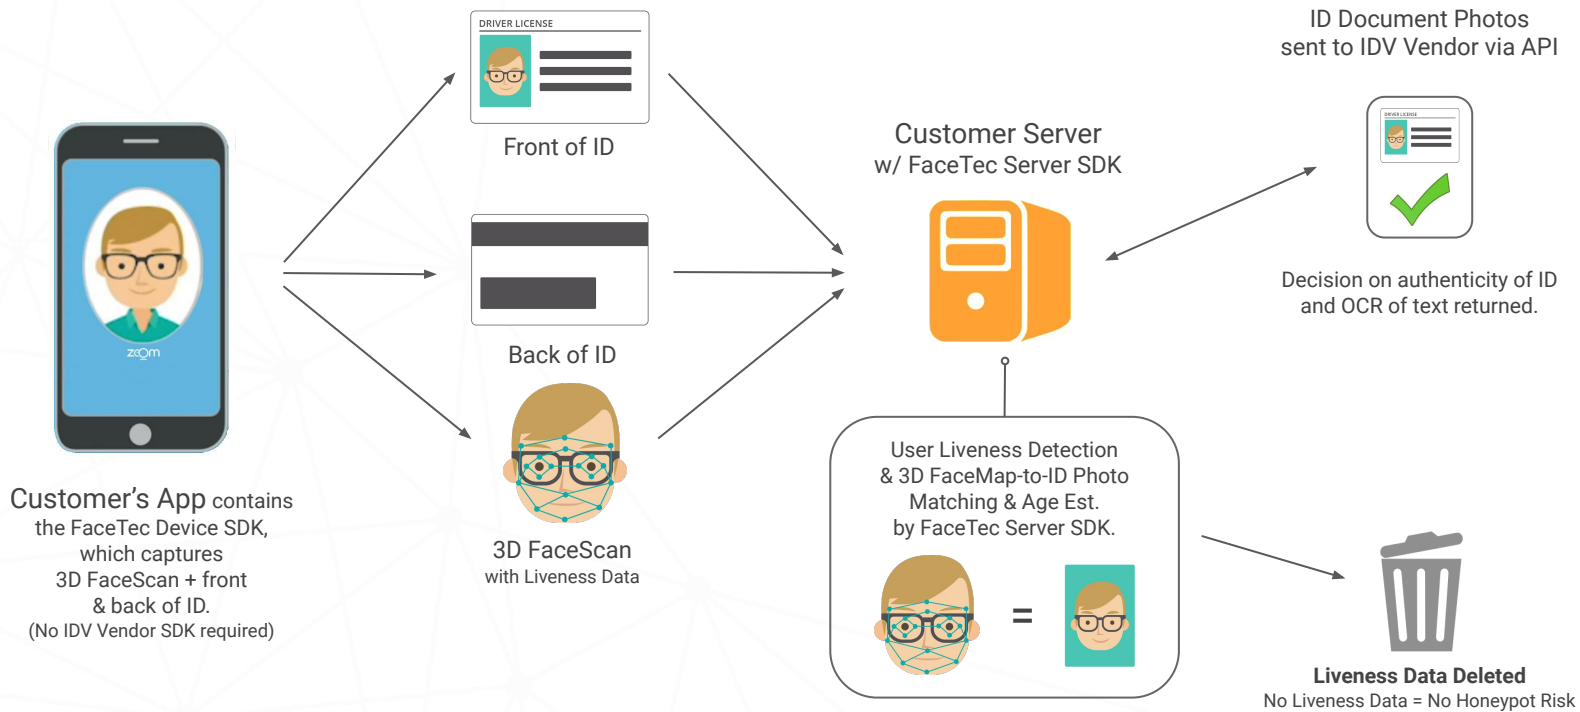 DRIVER LICENSE
Front of ID
Back of ID
3D FaceScan
with Liveness Data
zoom
Customer's App contains
the FaceTec Device SDK,
which captures
3D FaceScan + front
& back of ID.
(No IDV Vendor SDK required)
Customer Server
w/ FaceTec Server SDK
User Liveness Detection
& 3D FaceMap-to-ID Photo
Matching & Age Est.
by FaceTec Server SDK.
=
ID Document Photos
sent to IDV Vendor via API
DRIVER LICENSE
Decision on authenticity of ID
and OCR of text returned.
Liveness Data Deleted
No Liveness Data = No Honeypot Risk